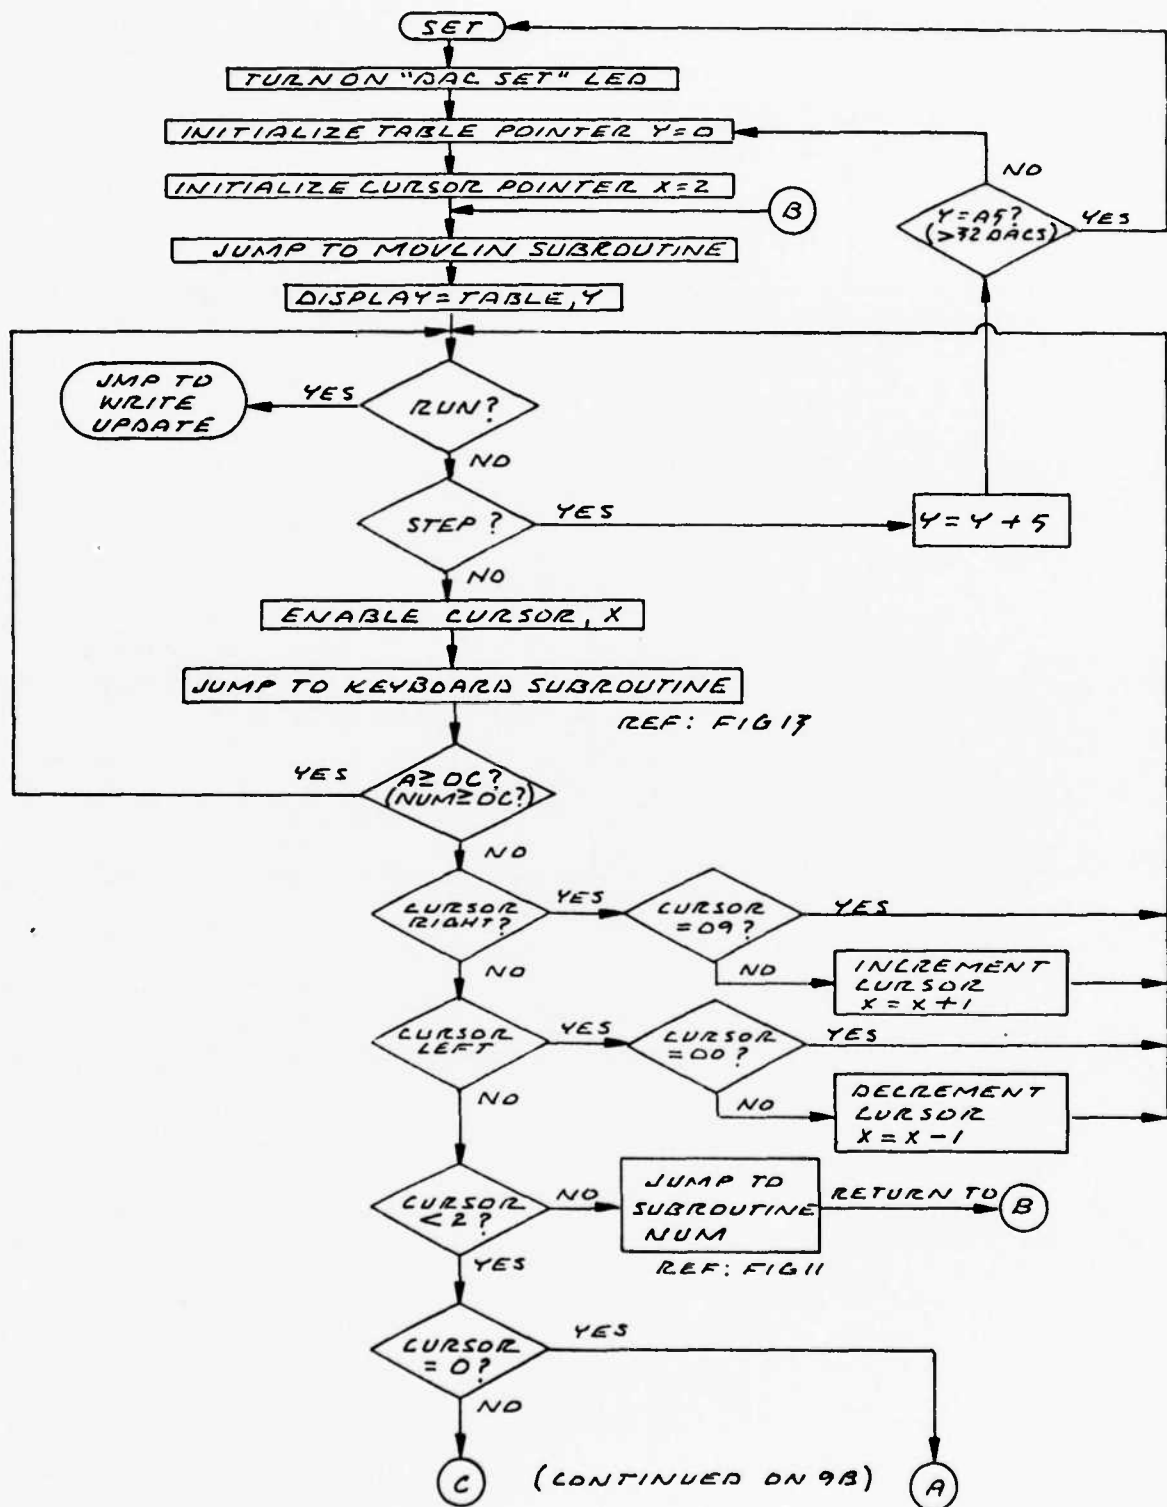 SET
TURN ON "DAC SET" LED
INITIALIZE TABLE POINTER Y=0
INITIALIZE CURSOR POINTER X=2
B
JUMP TO MOVLIN SUBROUTINE
DISPLAY=TABLE,Y
NO
Y=A5?
(>32 DACS)
YES
JMP TO
WRITE
UPDATE
YES
RUN?
NO
STEP?
YES
Y=Y+5
NO
ENABLE CURSOR, X
JUMP TO KEYBOARD SUBROUTINE
REF: FIG 13
YES
A≥0C?
(NUM≥0C?)
NO
CURSOR
RIGHT?
YES
CURSOR
=09?
YES
NO
NO
INCREMENT
CURSOR
X=X+1
CURSOR
LEFT
YES
CURSOR
=00?
YES
NO
NO
DECREMENT
CURSOR
X=X-1
CURSOR
<2?
NO
JUMP TO
SUBROUTINE
NUM
RETURN TO
B
YES
REF: FIG 11
CURSOR
=0?
YES
NO
C
(CONTINUED ON 9B)
A